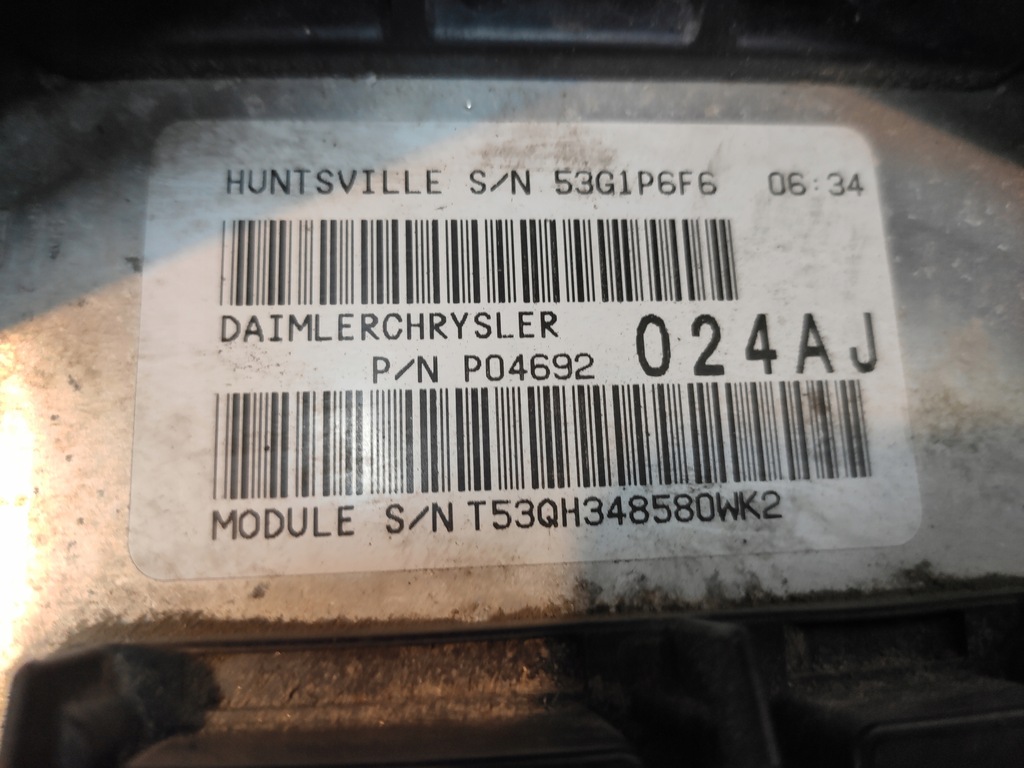 HUNTSVILLE S/N 53G1P6F6 06:34
DAIMLERCHRYSLER
P/N P04692 024AJ
MODULE S/N T53QH348580WK2